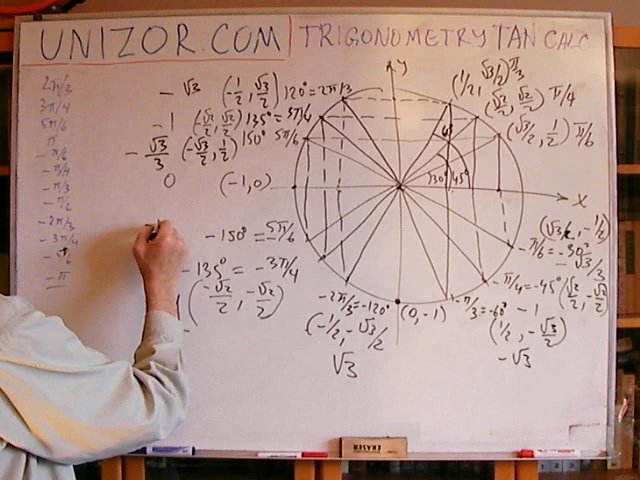 UNIZOR.COM | TRIGONOMETRY TAN CALC
2π/3
3π/4
5π/6
π
-π/6
-π/4
-π/3
-π/2
-2π/3
-3π/4
-π
-√3 (-1/2, √3/2) 120°=2π/3
-1 (√2/2, √2/2) 135°=5π/6
-√3/3 (-√3/2, 1/2) 150° 5π/6
0 (-1,0)
Y
(1/2, √3/2) π/3
(√2/2, √2/2) π/4
(√3/2, 1/2) π/6
30° 45°
X
-150°=5π/6
-135° = -3π/4
(-√2/2, -√2/2)
-2π/3=-120°
(-1/2, -√3/2)
√3
(0,-1)
-π/3=-60°
(1/2, -√3/2)
-√3
(√3/2, -1/2)
-π/6=-30°
-√3/3
-π/4=-45° (√2/2, -√2/2)
-1
ERASER